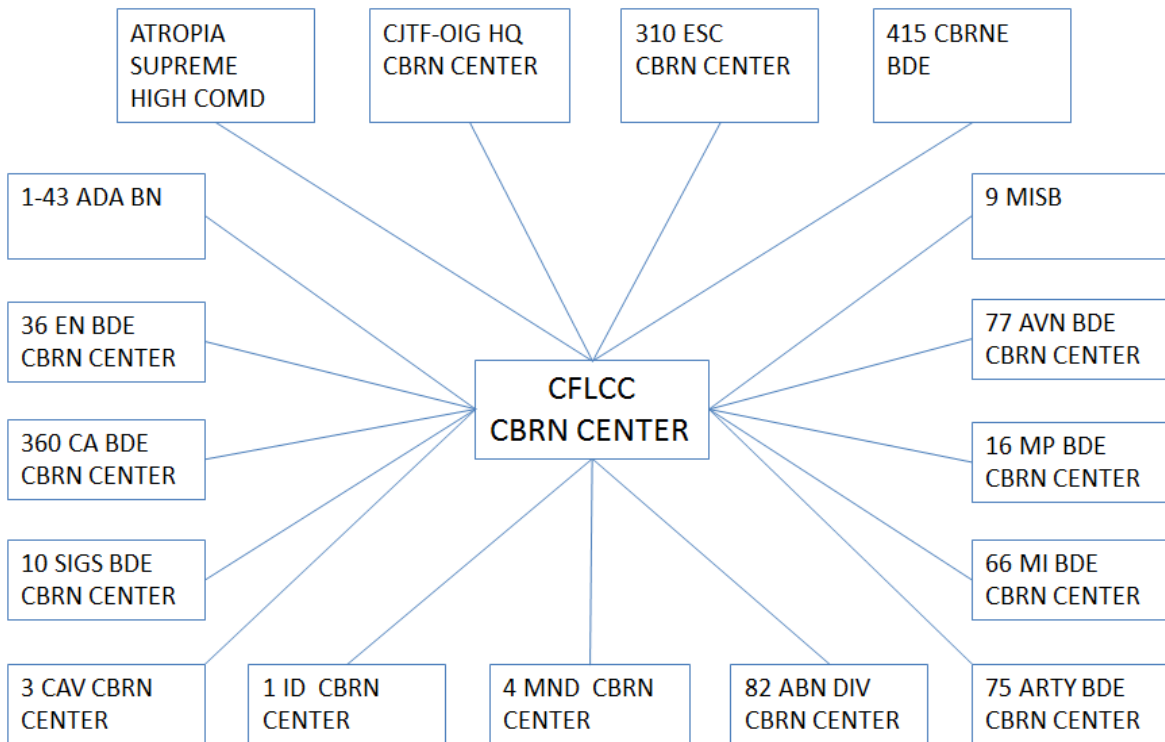 ATROPIA
SUPREME
HIGH COMD
CJTF-OIG HQ
CBRN CENTER
310 ESC
CBRN CENTER
415 CBRNE
BDE
1-43 ADA BN
9 MISB
36 EN BDE
CBRN CENTER
77 AVN BDE
CBRN CENTER
CFLCC
CBRN CENTER
360 CA BDE
CBRN CENTER
16 MP BDE
CBRN CENTER
10 SIGS BDE
CBRN CENTER
66 MI BDE
CBRN CENTER
3 CAV CBRN
CENTER
1 ID  CBRN
CENTER
4 MND  CBRN
CENTER
82 ABN DIV
CBRN CENTER
75 ARTY BDE
CBRN CENTER